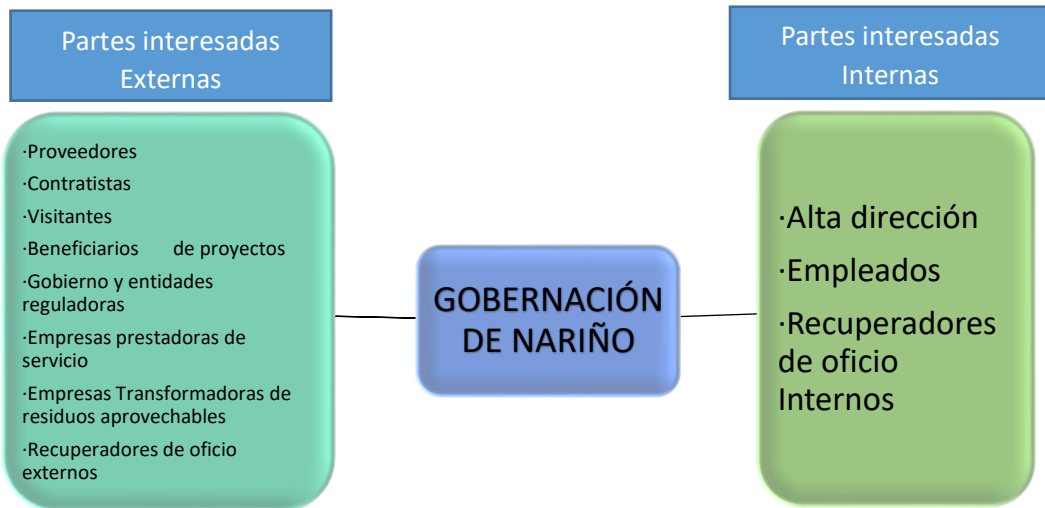 Partes interesadas
Externas
·Proveedores
·Contratistas
·Visitantes
·Beneficiarios de proyectos
·Gobierno y entidades
reguladoras
·Empresas prestadoras de
servicio
·Empresas Transformadoras de
residuos aprovechables
·Recuperadores de oficio
externos
GOBERNACIÓN
DE NARIÑO
Partes interesadas
Internas
·Alta dirección
·Empleados
·Recuperadores
de oficio
Internos